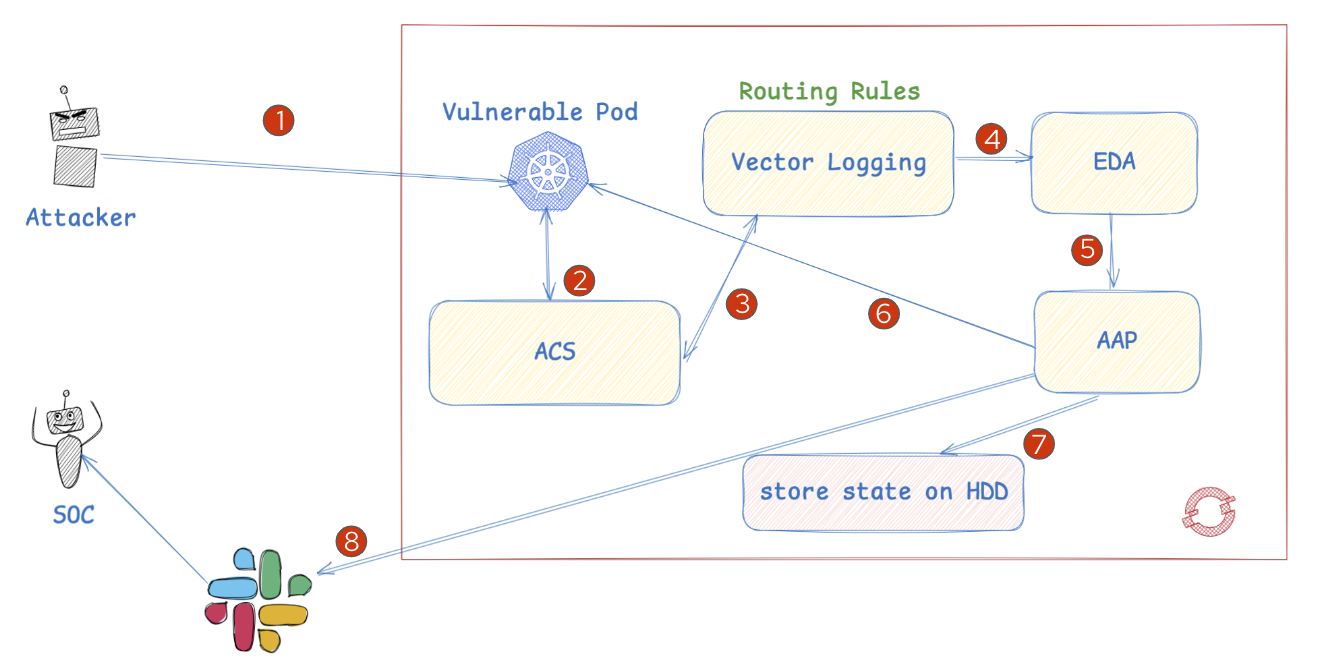 Routing Rules
1
Vulnerable Pod
Vector Logging
4
EDA
Attacker
5
2
3
6
ACS
AAP
7
store state on HDD
SOC
8